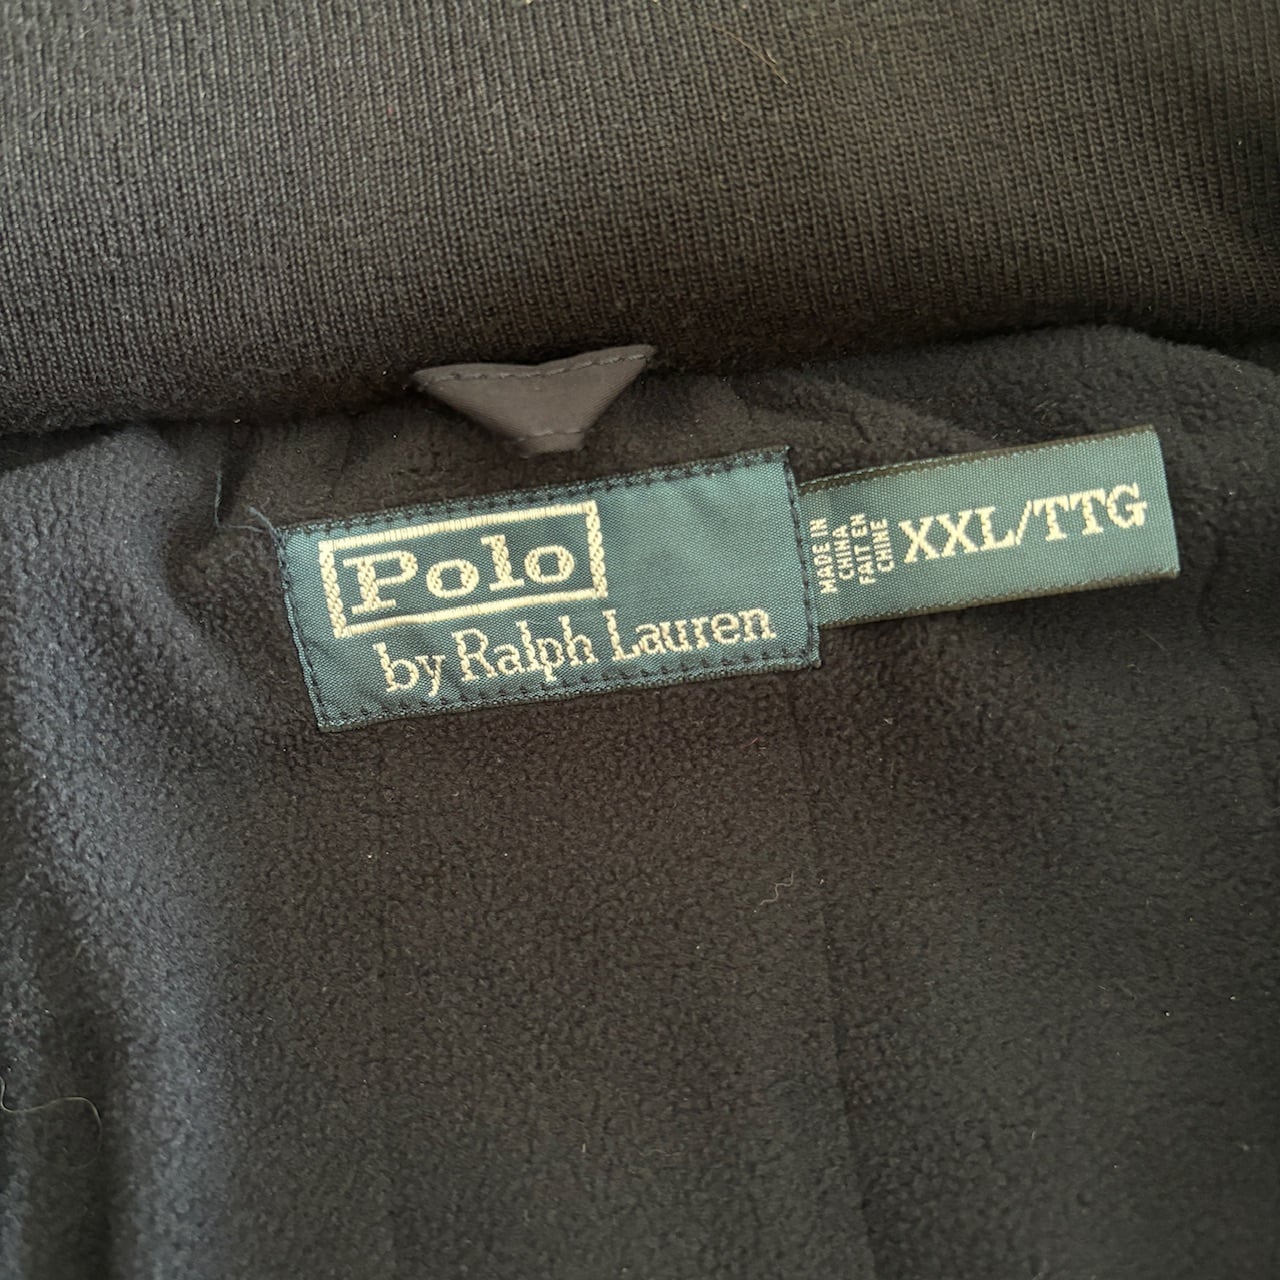 Polo
by Ralph Lauren
MADE IN
CHINA
FAIT EN
CHINE
XXL/TTG